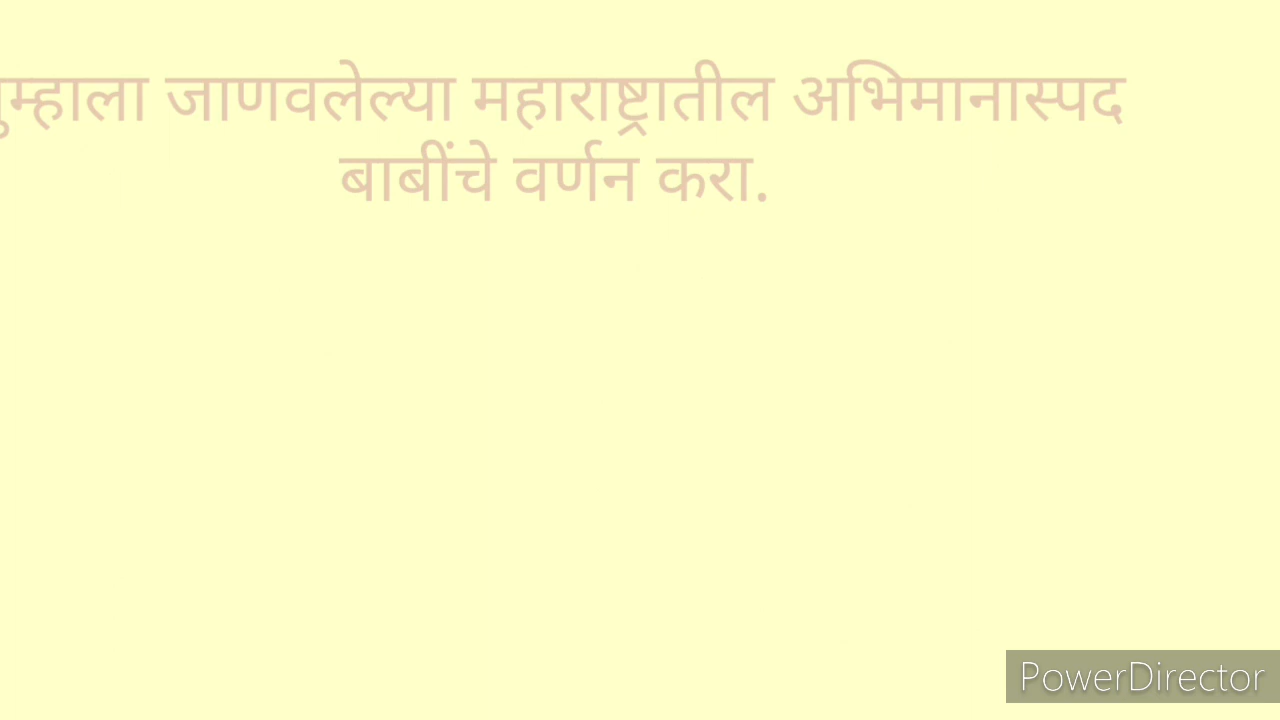 म्हाला जाणवलेल्या महाराष्ट्रातील अभिमानास्पद
बाबींचे वर्णन करा.
PowerDirector